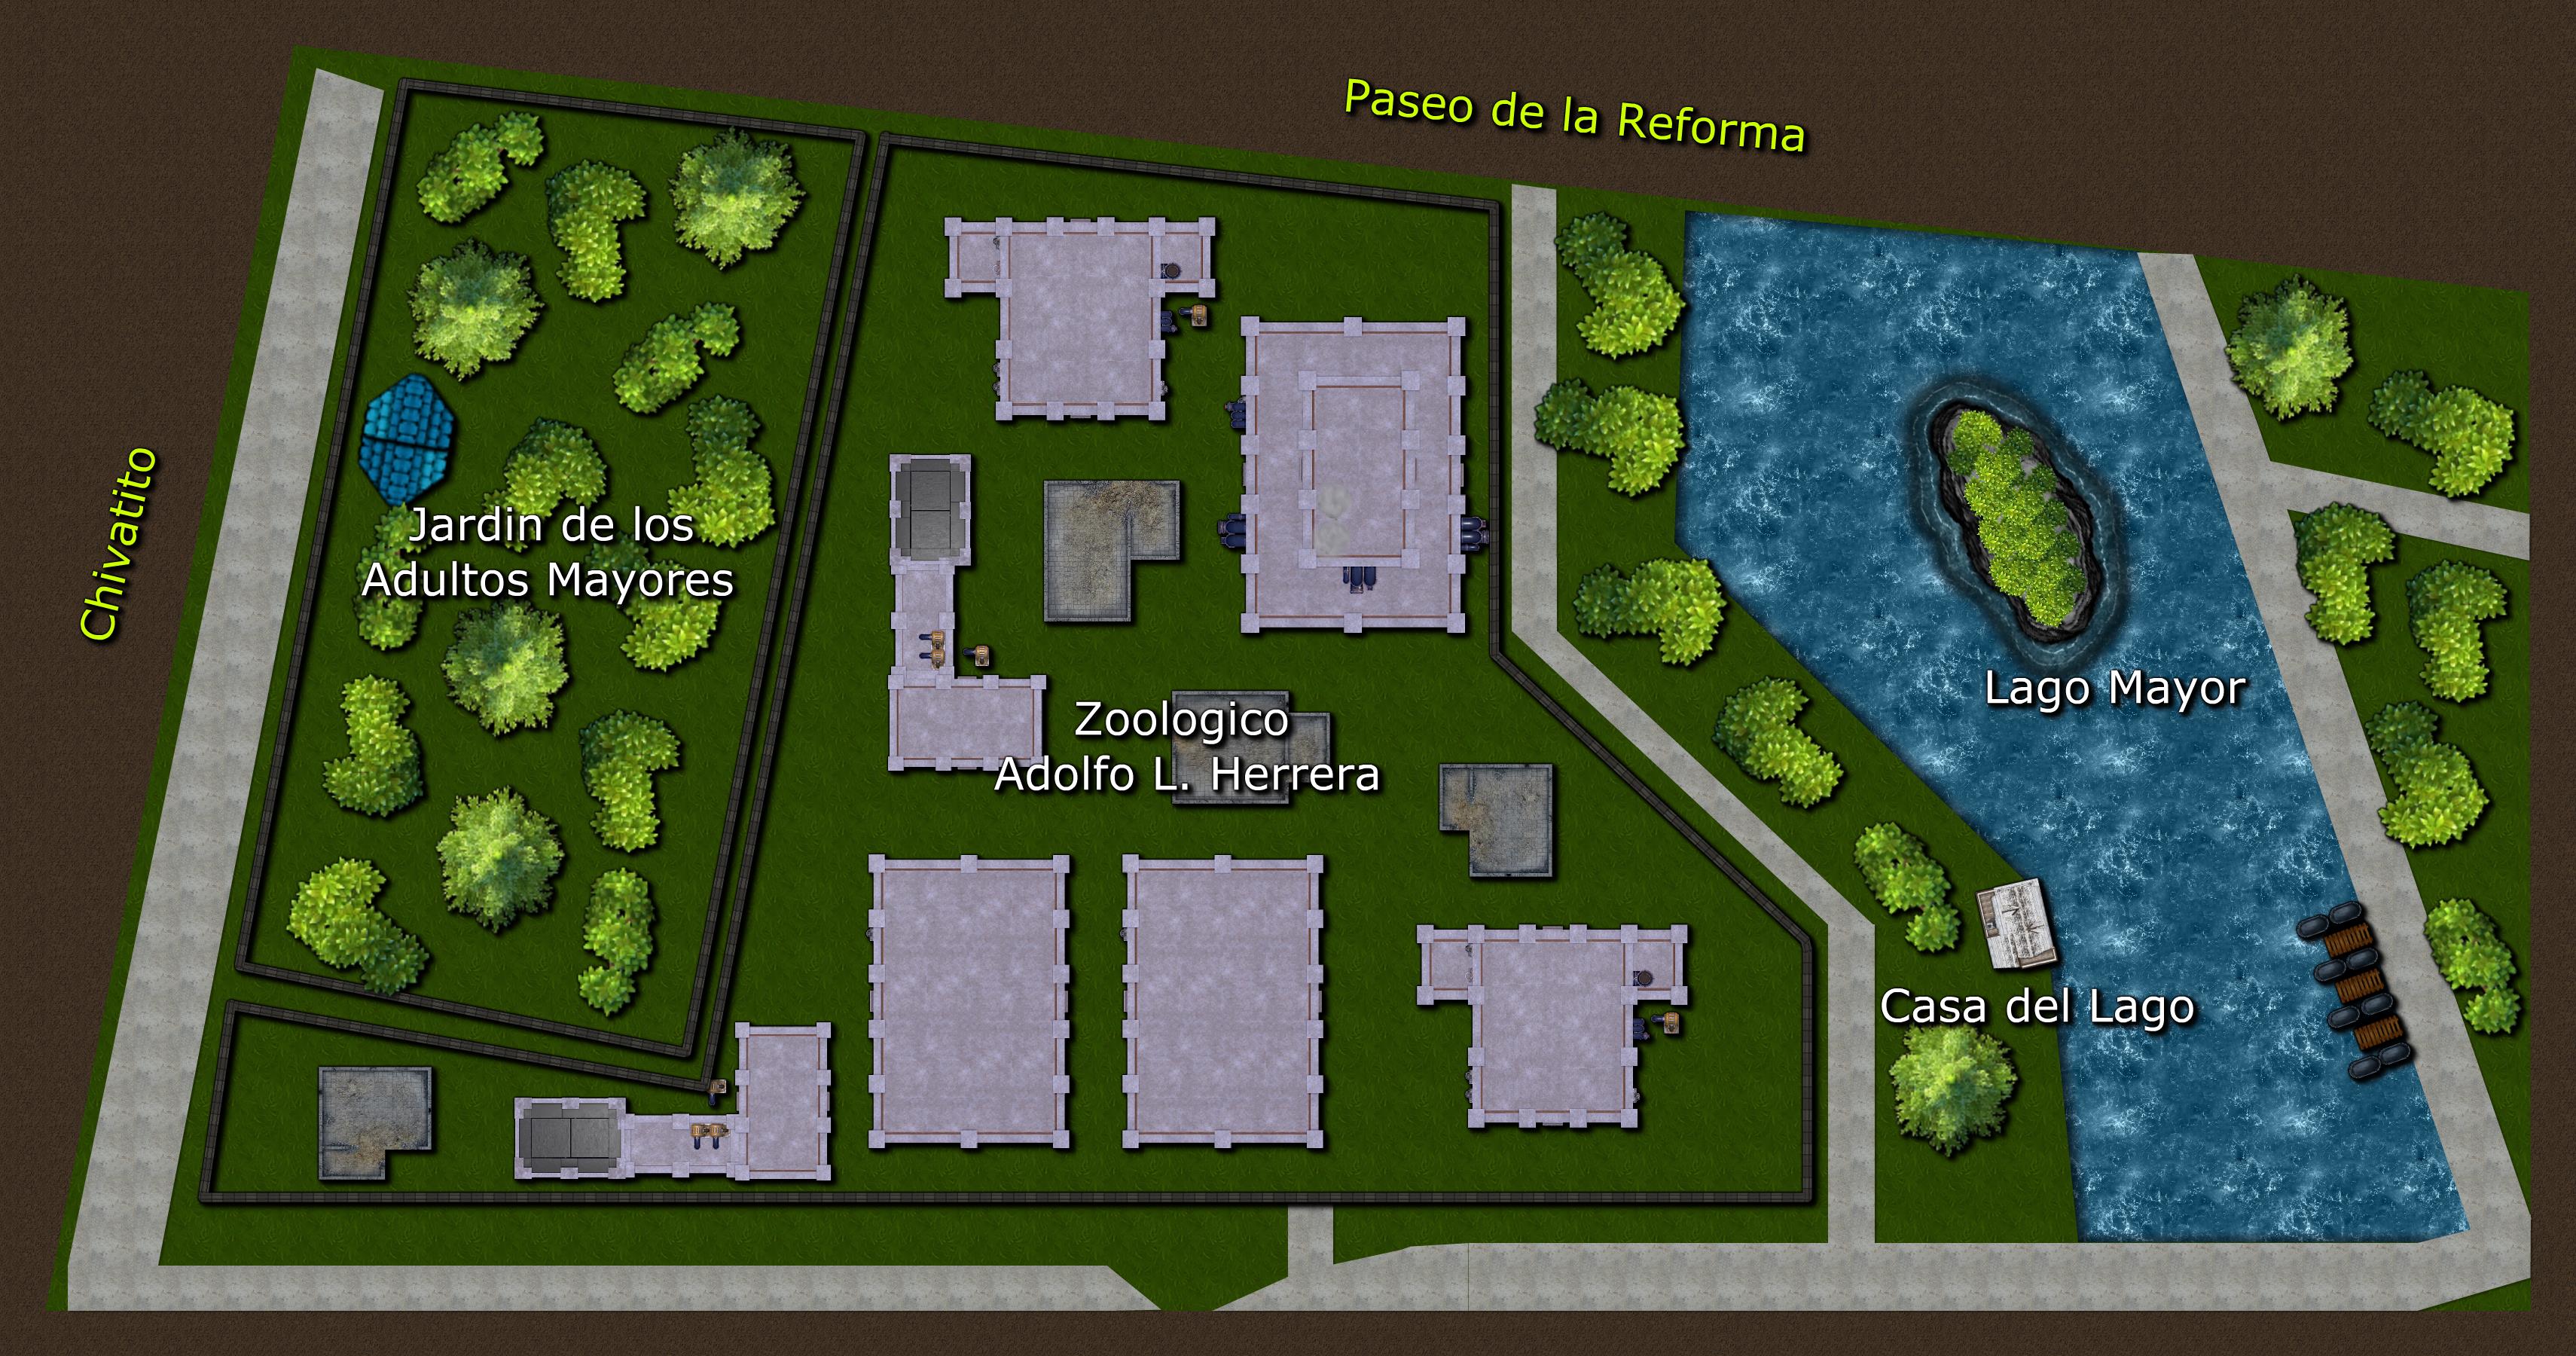 Paseo de la Reforma
Chivatito
Jardin de los
Adultos Mayores
Zoologico
Adolfo L. Herrera
Lago Mayor
Casa del Lago